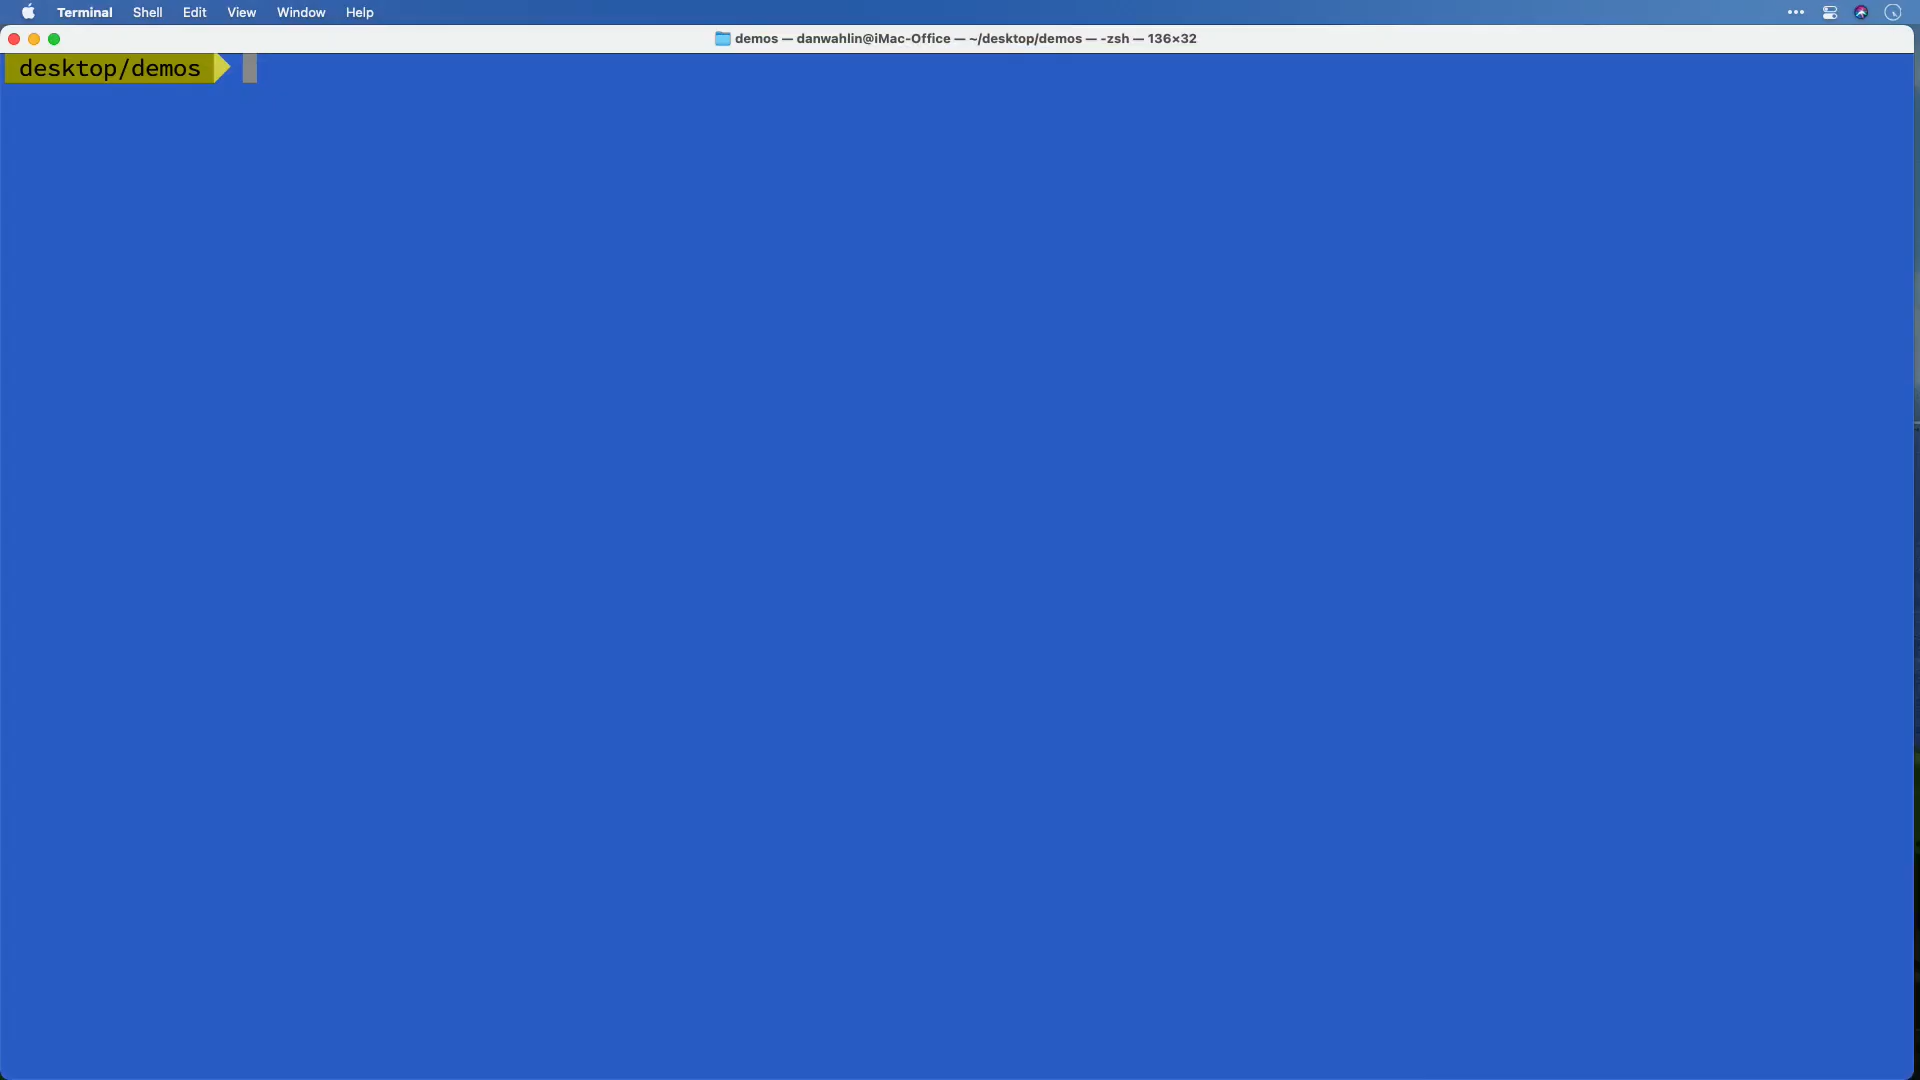 Terminal Shell Edit View Window Help
demos — danwahlin@iMac-Office — ~/desktop/demos — -zsh — 136×32
desktop/demos